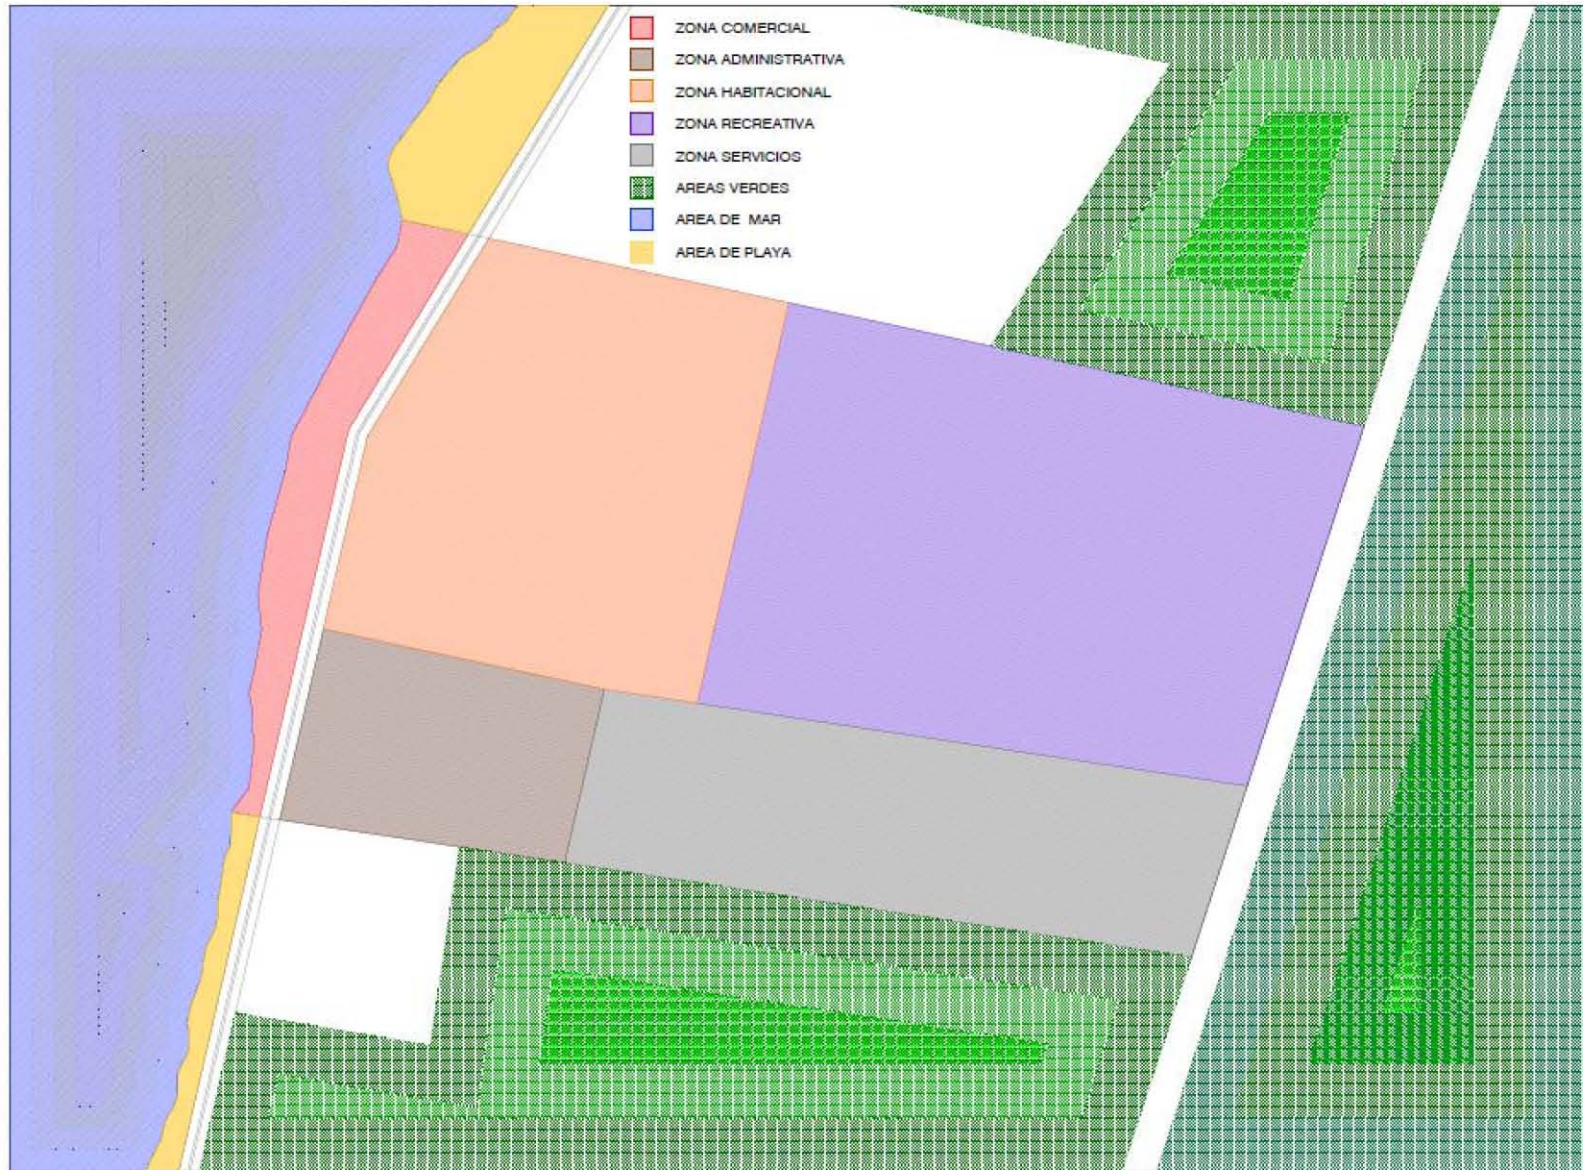 ZONA COMERCIAL
ZONA ADMINISTRATIVA
ZONA HABITACIONAL
ZONA RECREATIVA
ZONA SERVICIOS
AREAS VERDES
AREA DE MAR
AREA DE PLAYA